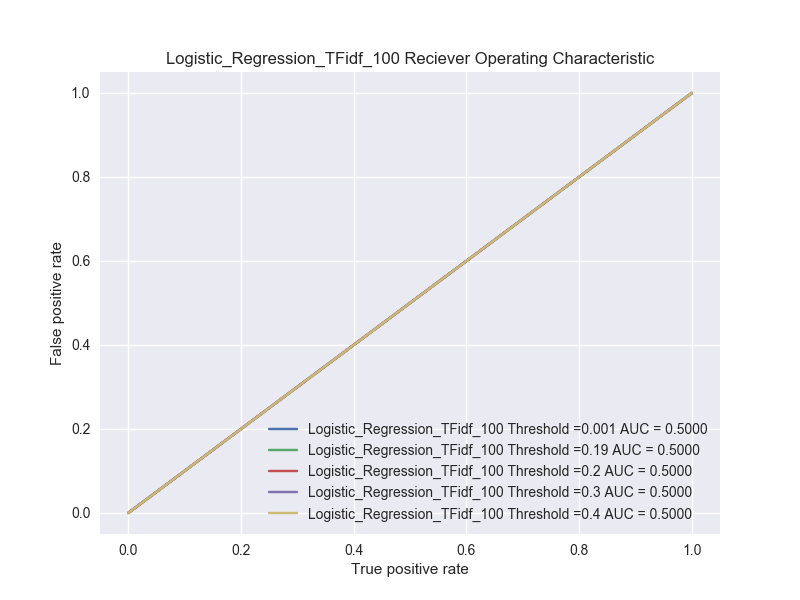 Logistic_Regression_TFidf_100 Reciever Operating Characteristic
1.0
0.8
0.6
0.4
0.2
0.0
False positive rate
Logistic_Regression_TFidf_100 Threshold =0.001 AUC = 0.5000
Logistic_Regression_TFidf_100 Threshold =0.19 AUC = 0.5000
Logistic_Regression_TFidf_100 Threshold =0.2 AUC = 0.5000
Logistic_Regression_TFidf_100 Threshold =0.3 AUC = 0.5000
Logistic_Regression_TFidf_100 Threshold =0.4 AUC = 0.5000
0.0 0.2 0.4 0.6 0.8 1.0
True positive rate